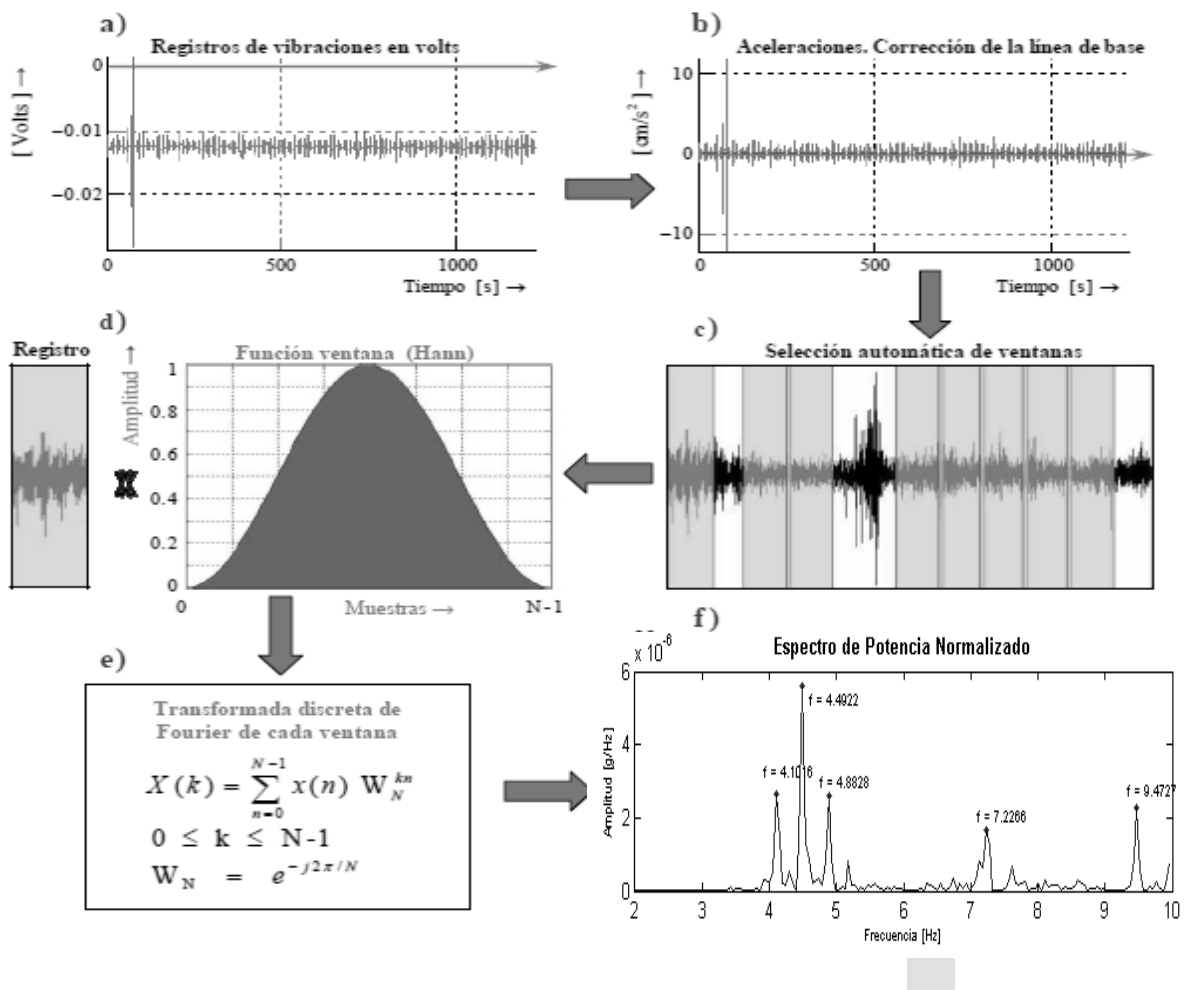 a)
Registros de vibraciones en volts
[Volts] →
0
−0.01
−0.02
0
500
1000
Tiempo [s] →
b)
Aceleraciones. Corrección de la línea de base
[cm/s²] →
10
0
−10
0
500
1000
Tiempo [s] →
c)
Selección automática de ventanas
d)
Registro
Función ventana (Hann)
Amplitud →
1
0.8
0.6
0.4
0.2
0
0
Muestras →
N-1
e)
Transformada discreta de
Fourier de cada ventana
X(k) = ∑ x(n) W_N^{kn}
N−1
n=0
0 ≤ k ≤ N-1
W_N = e^{−j2π/N}
f)
x 10^-6
Espectro de Potencia Normalizado
Amplitud [g/Hz]
6
4
2
0
f = 4.1016
f = 4.4922
f = 4.8828
f = 7.2266
f = 9.4727
2
3
4
5
6
7
8
9
10
Frecuencia [Hz]